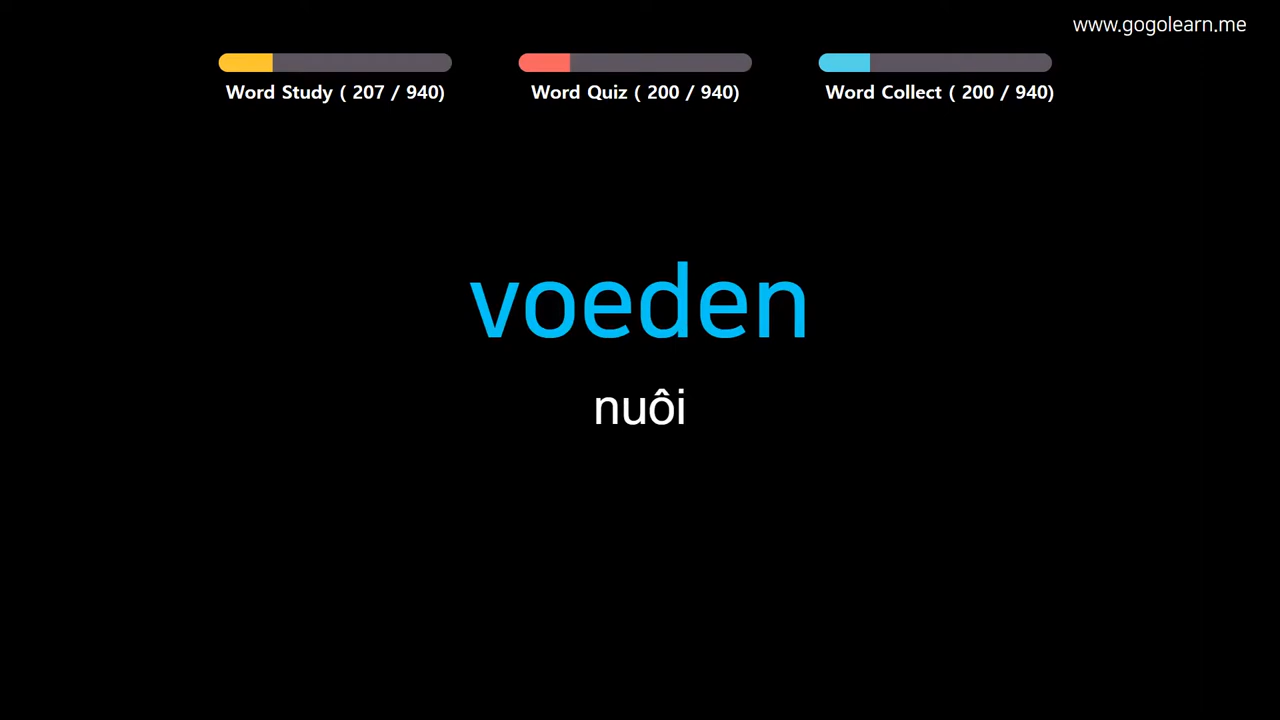 www.gogolearn.me
Word Study ( 207 / 940)
Word Quiz ( 200 / 940)
Word Collect ( 200 / 940)
voeden
nuôi